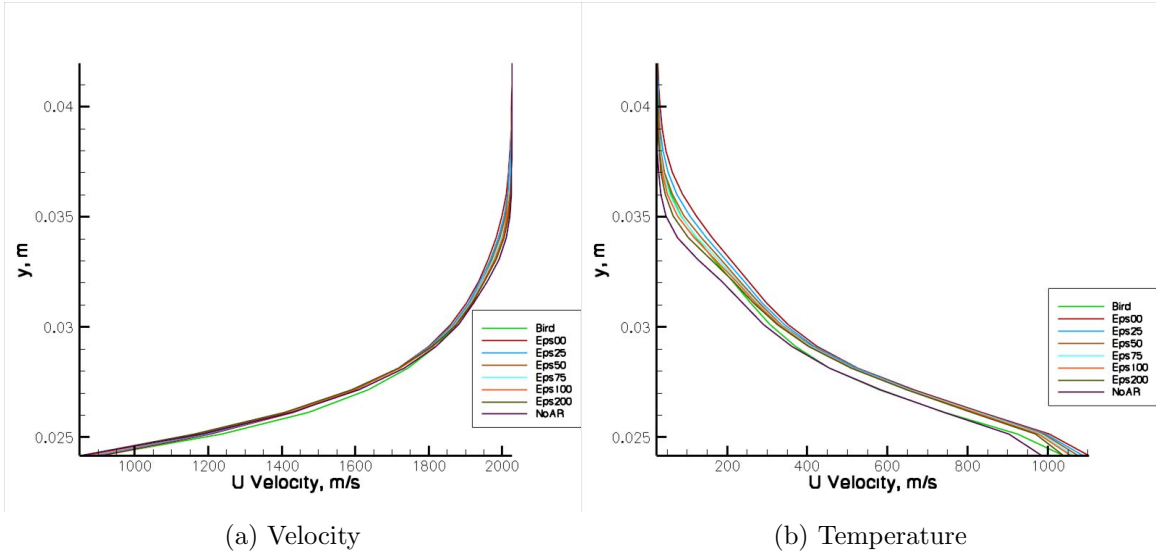 0.04
0.035
y, m
0.03
0.025
1000 1200 1400 1600 1800 2000
U Velocity, m/s
Bird
Eps00
Eps25
Eps50
Eps75
Eps100
Eps200
NoAR
(a) Velocity
0.04
0.035
y, m
0.03
0.025
200 400 600 800 1000
U Velocity, m/s
Bird
Eps00
Eps25
Eps50
Eps75
Eps100
Eps200
NoAR
(b) Temperature